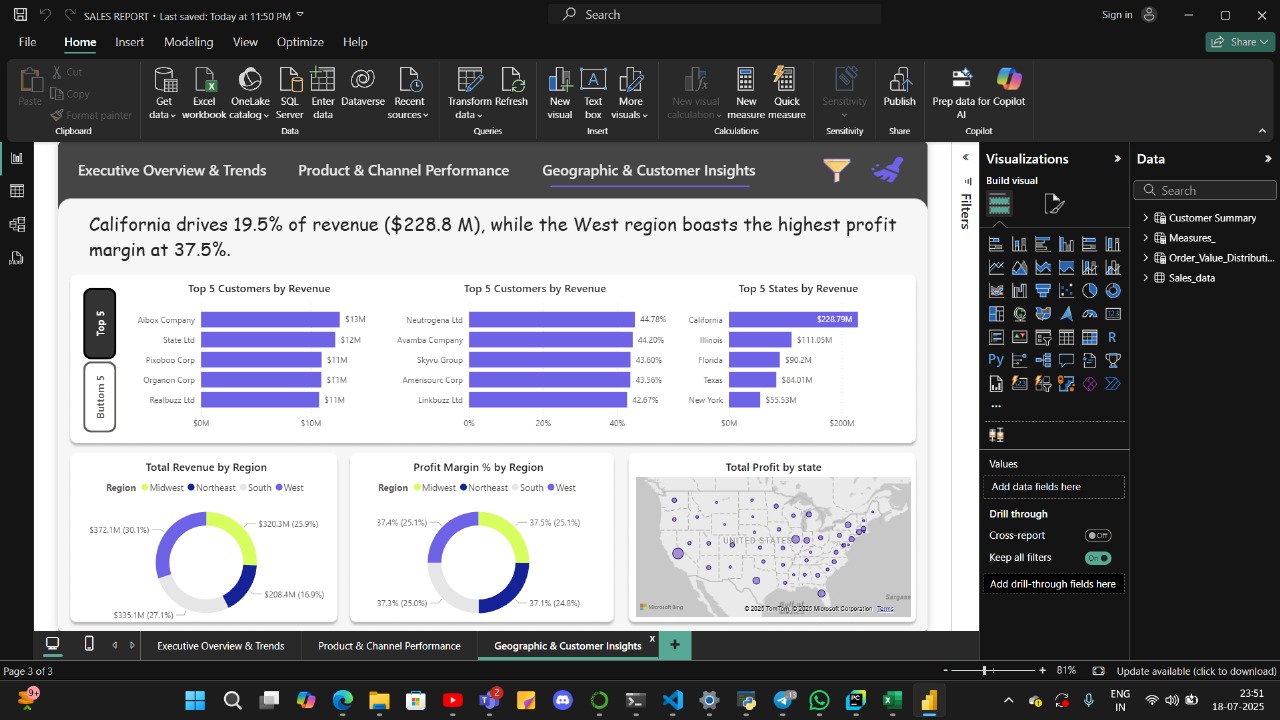 SALES REPORT • Last saved: Today at 11:50 PM
Search
Sign in
File Home Insert Modeling View Optimize Help
Share
Paste
Cut
Copy
Format painter
Clipboard
Get data
Excel workbook
OneLake catalog
SQL Server
Enter data
Dataverse
Recent sources
Data
Transform data
Refresh
Queries
New visual
Text box
More visuals
Insert
New visual calculation
New measure
Quick measure
Calculations
Sensitivity
Sensitivity
Publish
Share
Prep data for AI
Copilot
Copilot
Executive Overview & Trends
Product & Channel Performance
Geographic & Customer Insights
California drives 19.5% of revenue ($228.8 M), while the West region boasts the highest profit
margin at 37.5%.
Top 5
Buttom 5
Top 5 Customers by Revenue
Aibox Company $13M
State Ltd $12M
Pixoboo Corp $11M
Organon Corp $11M
Realbuzz Ltd $11M
$0M $10M
Top 5 Customers by Revenue
Neutrogena Ltd 44.78%
Avamba Company 44.20%
Skyvu Group 43.60%
Amerisourc Corp 43.56%
Linkbuzz Ltd 42.67%
0% 20% 40%
Top 5 States by Revenue
California $228.79M
Illinois $111.05M
Florida $90.2M
Texas $84.01M
New York $55.53M
$0M $200M
Total Revenue by Region
Region Midwest Northeast South West
$372.1M (30.1%)
$320.3M (25.9%)
$208.4M (16.9%)
$335.1M (27.1%)
Profit Margin % by Region
Region Midwest Northeast South West
37.4% (25.1%)
37.5% (25.1%)
37.3% (25.0%)
37.1% (24.8%)
Total Profit by state
UNITED STATES
Microsoft Bing
© 2025 TomTom, © 2025 Microsoft Corporation Terms
Filters
Visualizations
Build visual
R
Py
123
...
Values
Add data fields here
Drill through
Cross-report
Off
Keep all filters
On
Add drill-through fields here
Data
Search
Customer Summary
Measures_
Order_Value_Distributi...
Sales_data
Executive Overview & Trends
Product & Channel Performance
Geographic & Customer Insights
x
+
Page 3 of 3
- + 81%
Update available (click to download)
9+
2
13
ENG
IN
23:51
18-07-2025